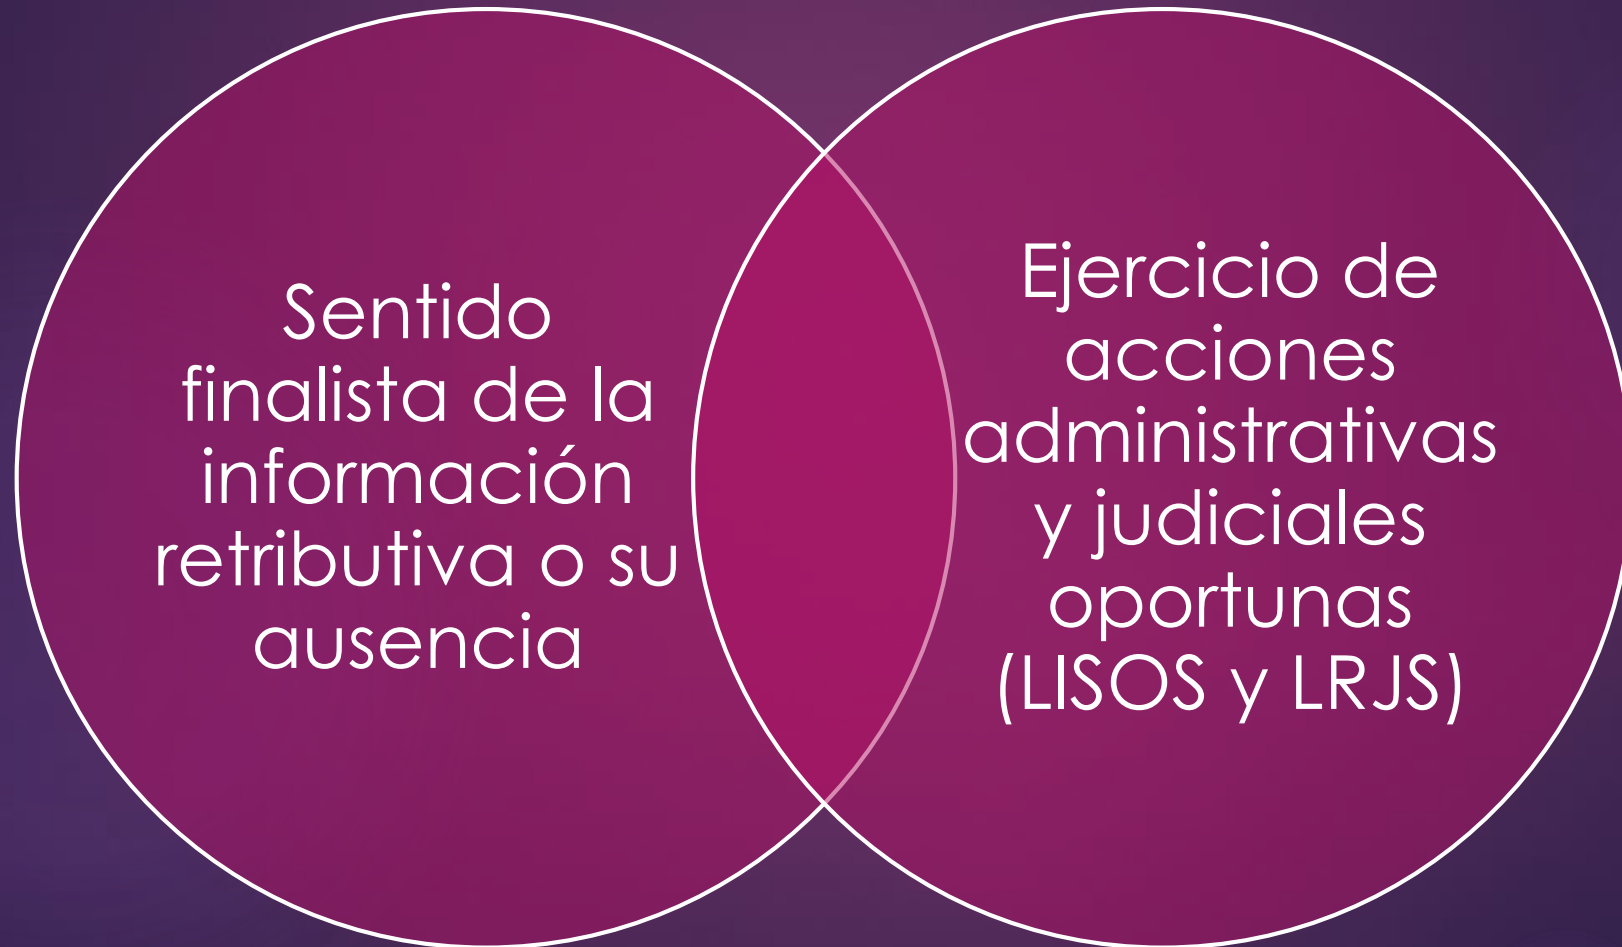 Sentido
finalista de la
información
retributiva o su
ausencia
Ejercicio de
acciones
administrativas
y judiciales
oportunas
(LISOS y LRJS)